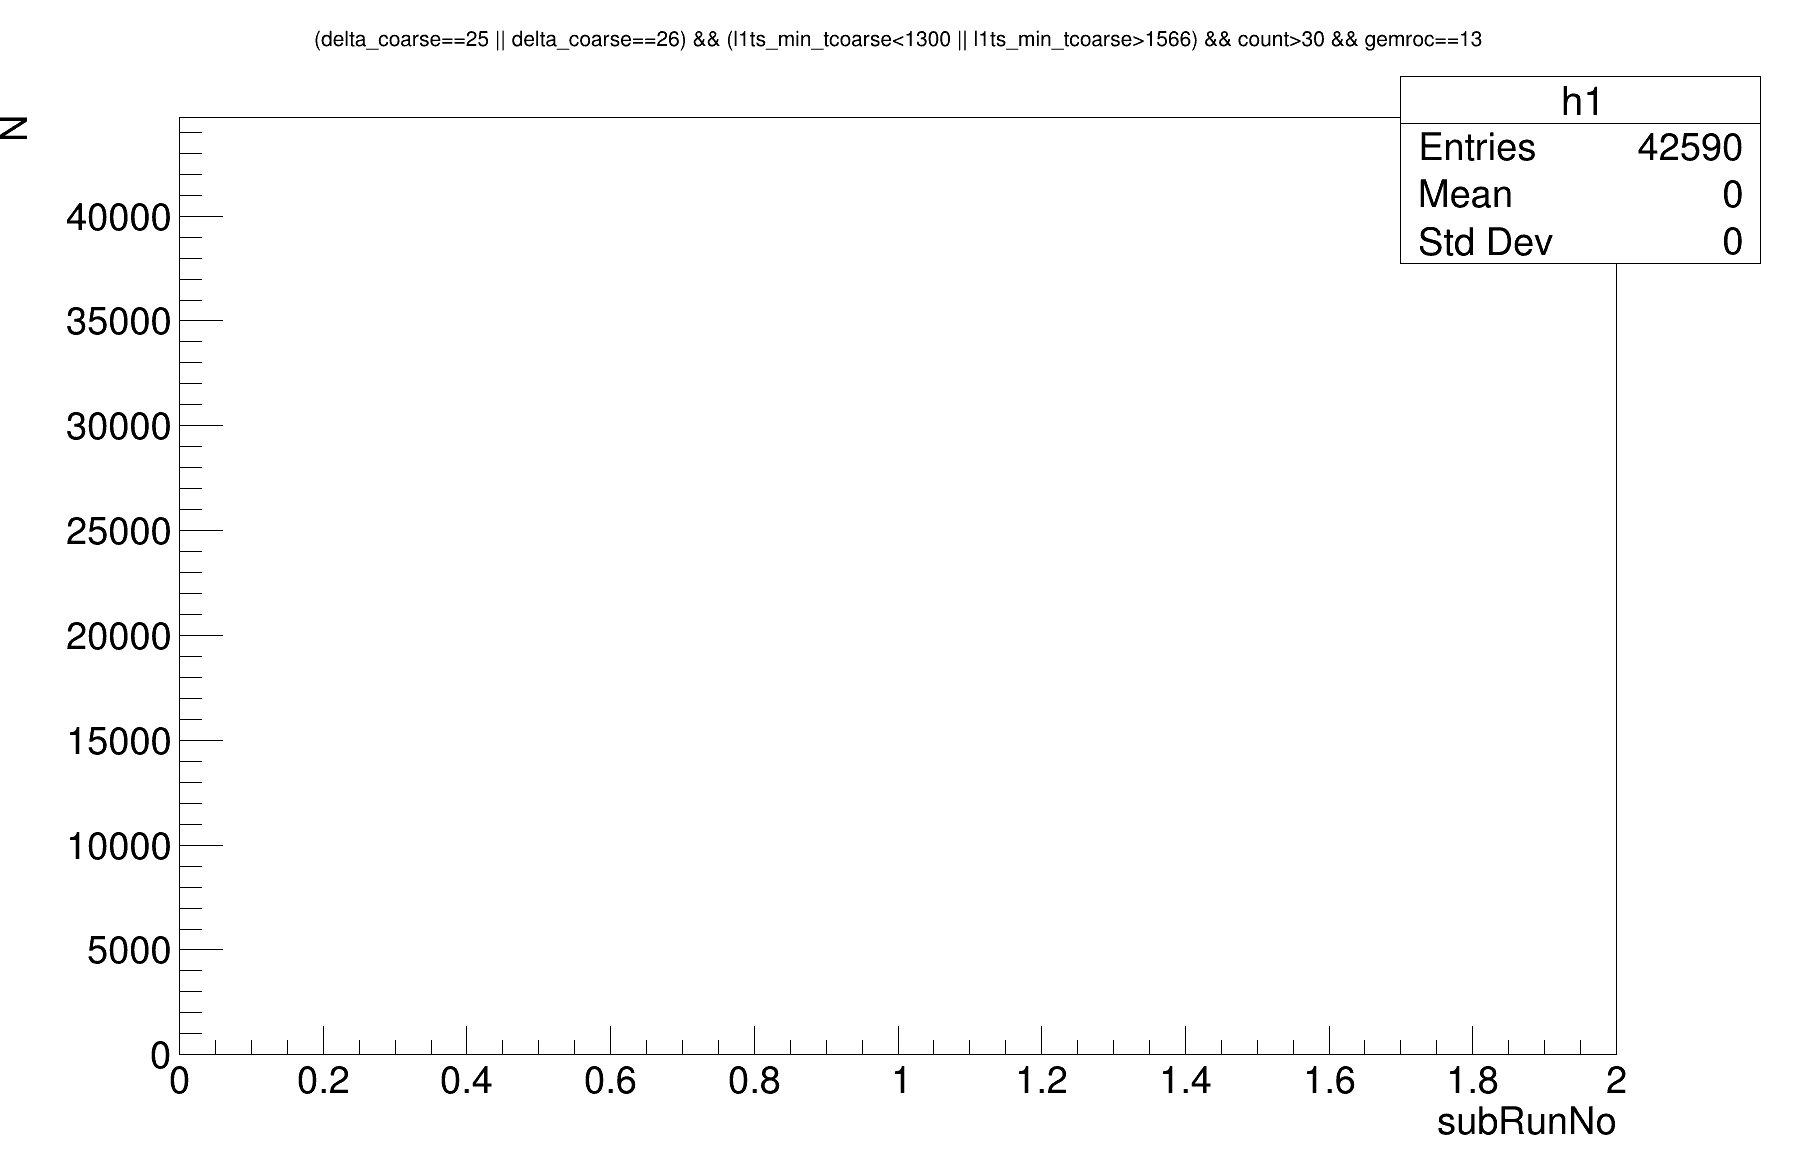 (delta_coarse==25 || delta_coarse==26) && (l1ts_min_tcoarse<1300 || l1ts_min_tcoarse>1566) && count>30 && gemroc==13
h1
Entries 42590
Mean 0
Std Dev 0
N
40000
35000
30000
25000
20000
15000
10000
5000
0
0 0.2 0.4 0.6 0.8 1 1.2 1.4 1.6 1.8 2
subRunNo